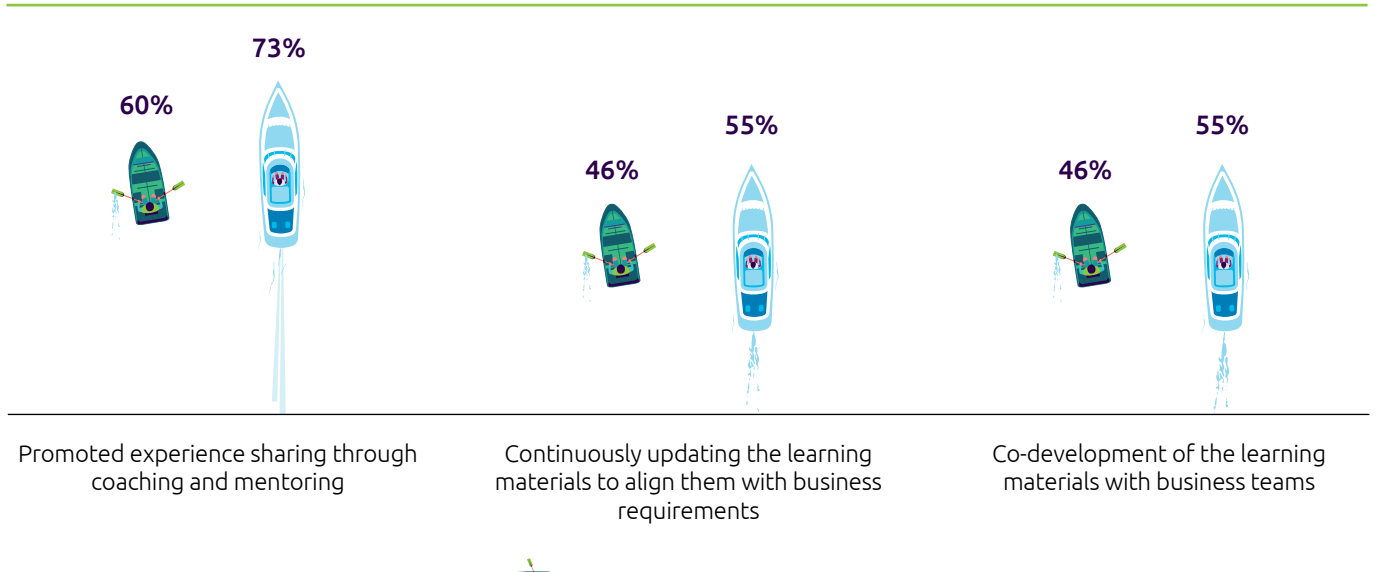 73%
60%
55%
46%
55%
46%
Promoted experience sharing through
coaching and mentoring
Continuously updating the learning
materials to align them with business
requirements
Co-development of the learning
materials with business teams